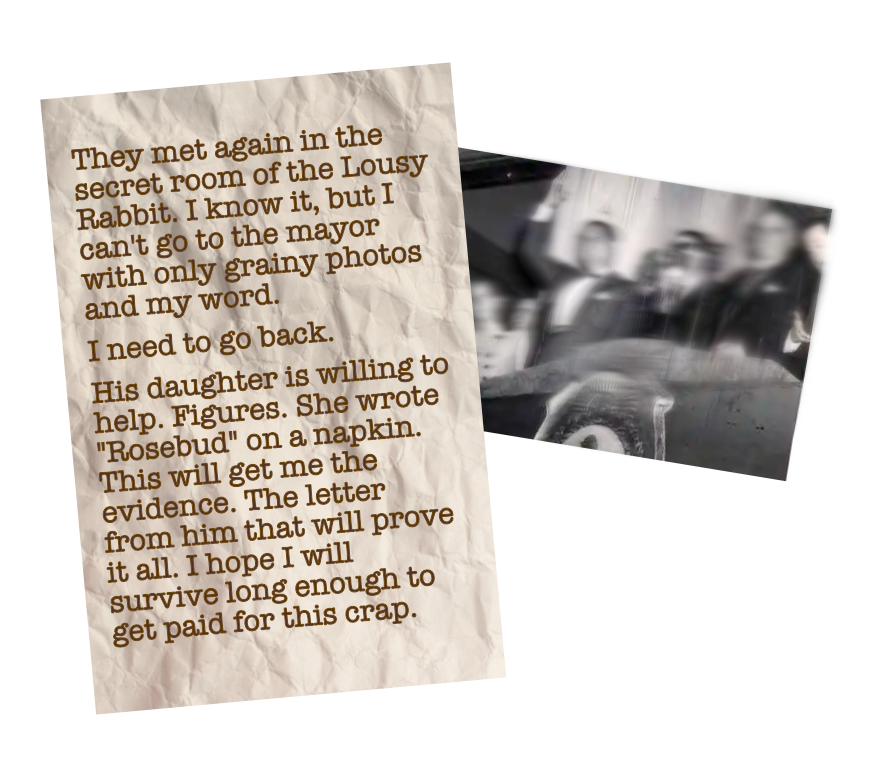 They met again in the
secret room of the Lousy
Rabbit. I know it, but I
can't go to the mayor
with only grainy photos
and my word.
I need to go back.
His daughter is willing to
help. Figures. She wrote
"Rosebud" on a napkin.
This will get me the
evidence. The letter
from him that will prove
it all. I hope I will
survive long enough to
get paid for this crap.